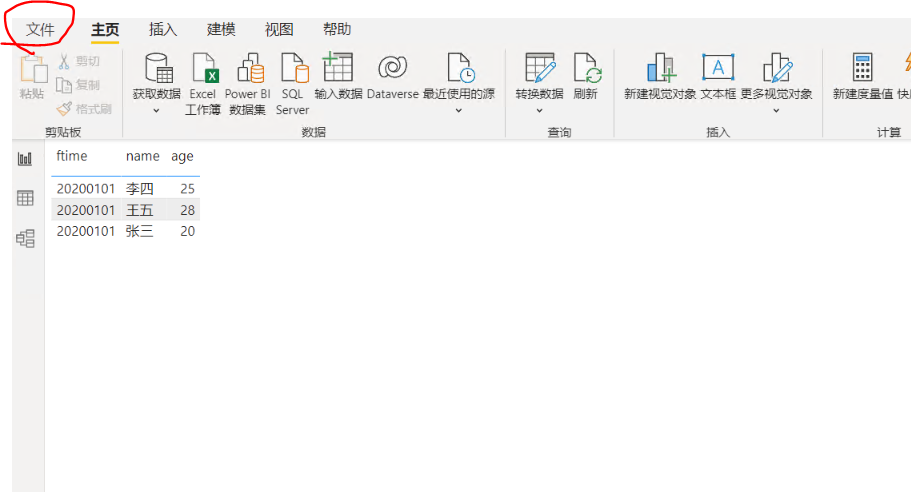 文件 主页 插入 建模 视图 帮助
粘贴 剪切 复制 格式刷
获取数据 Excel 工作簿 Power BI 数据集 SQL Server 输入数据 Dataverse 最近使用的源
转换数据 刷新
新建视觉对象 A 文本框 更多视觉对象
新建度量值
剪贴板 数据 查询 插入 计算
ftime name age
20200101 李四 25
20200101 王五 28
20200101 张三 20